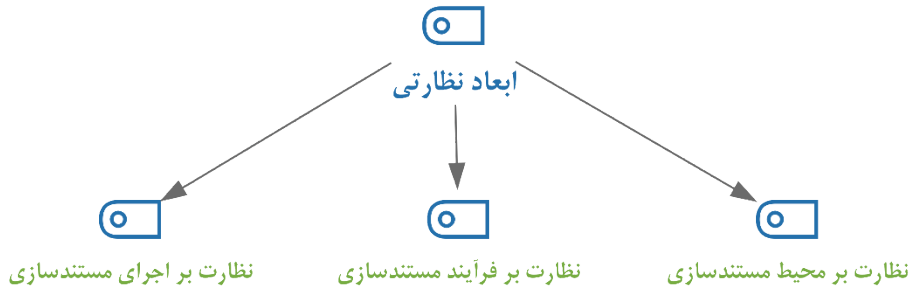 ابعاد نظارتی
نظارت بر محیط مستندسازی
نظارت بر فرآیند مستندسازی
نظارت بر اجرای مستندسازی